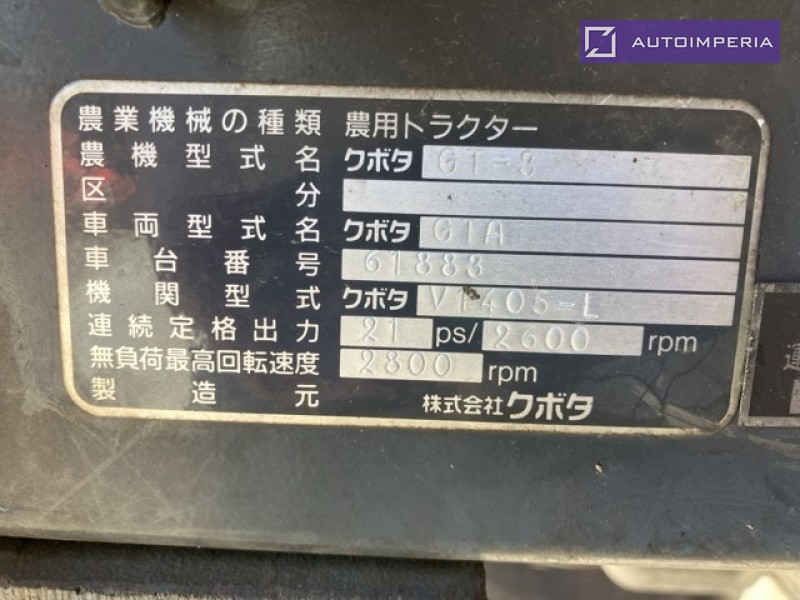 AUTOIMPERIA
農業機械の種類 農用トラクター
農機型式名 クボタ GT-3
区分
車両型式名 クボタ GTA
車台番号 61883
機関型式 クボタ V1405-L
連続定格出力 21 ps/ 2600 rpm
無負荷最高回転速度 2800 rpm
製造元 株式会社クボタ
運